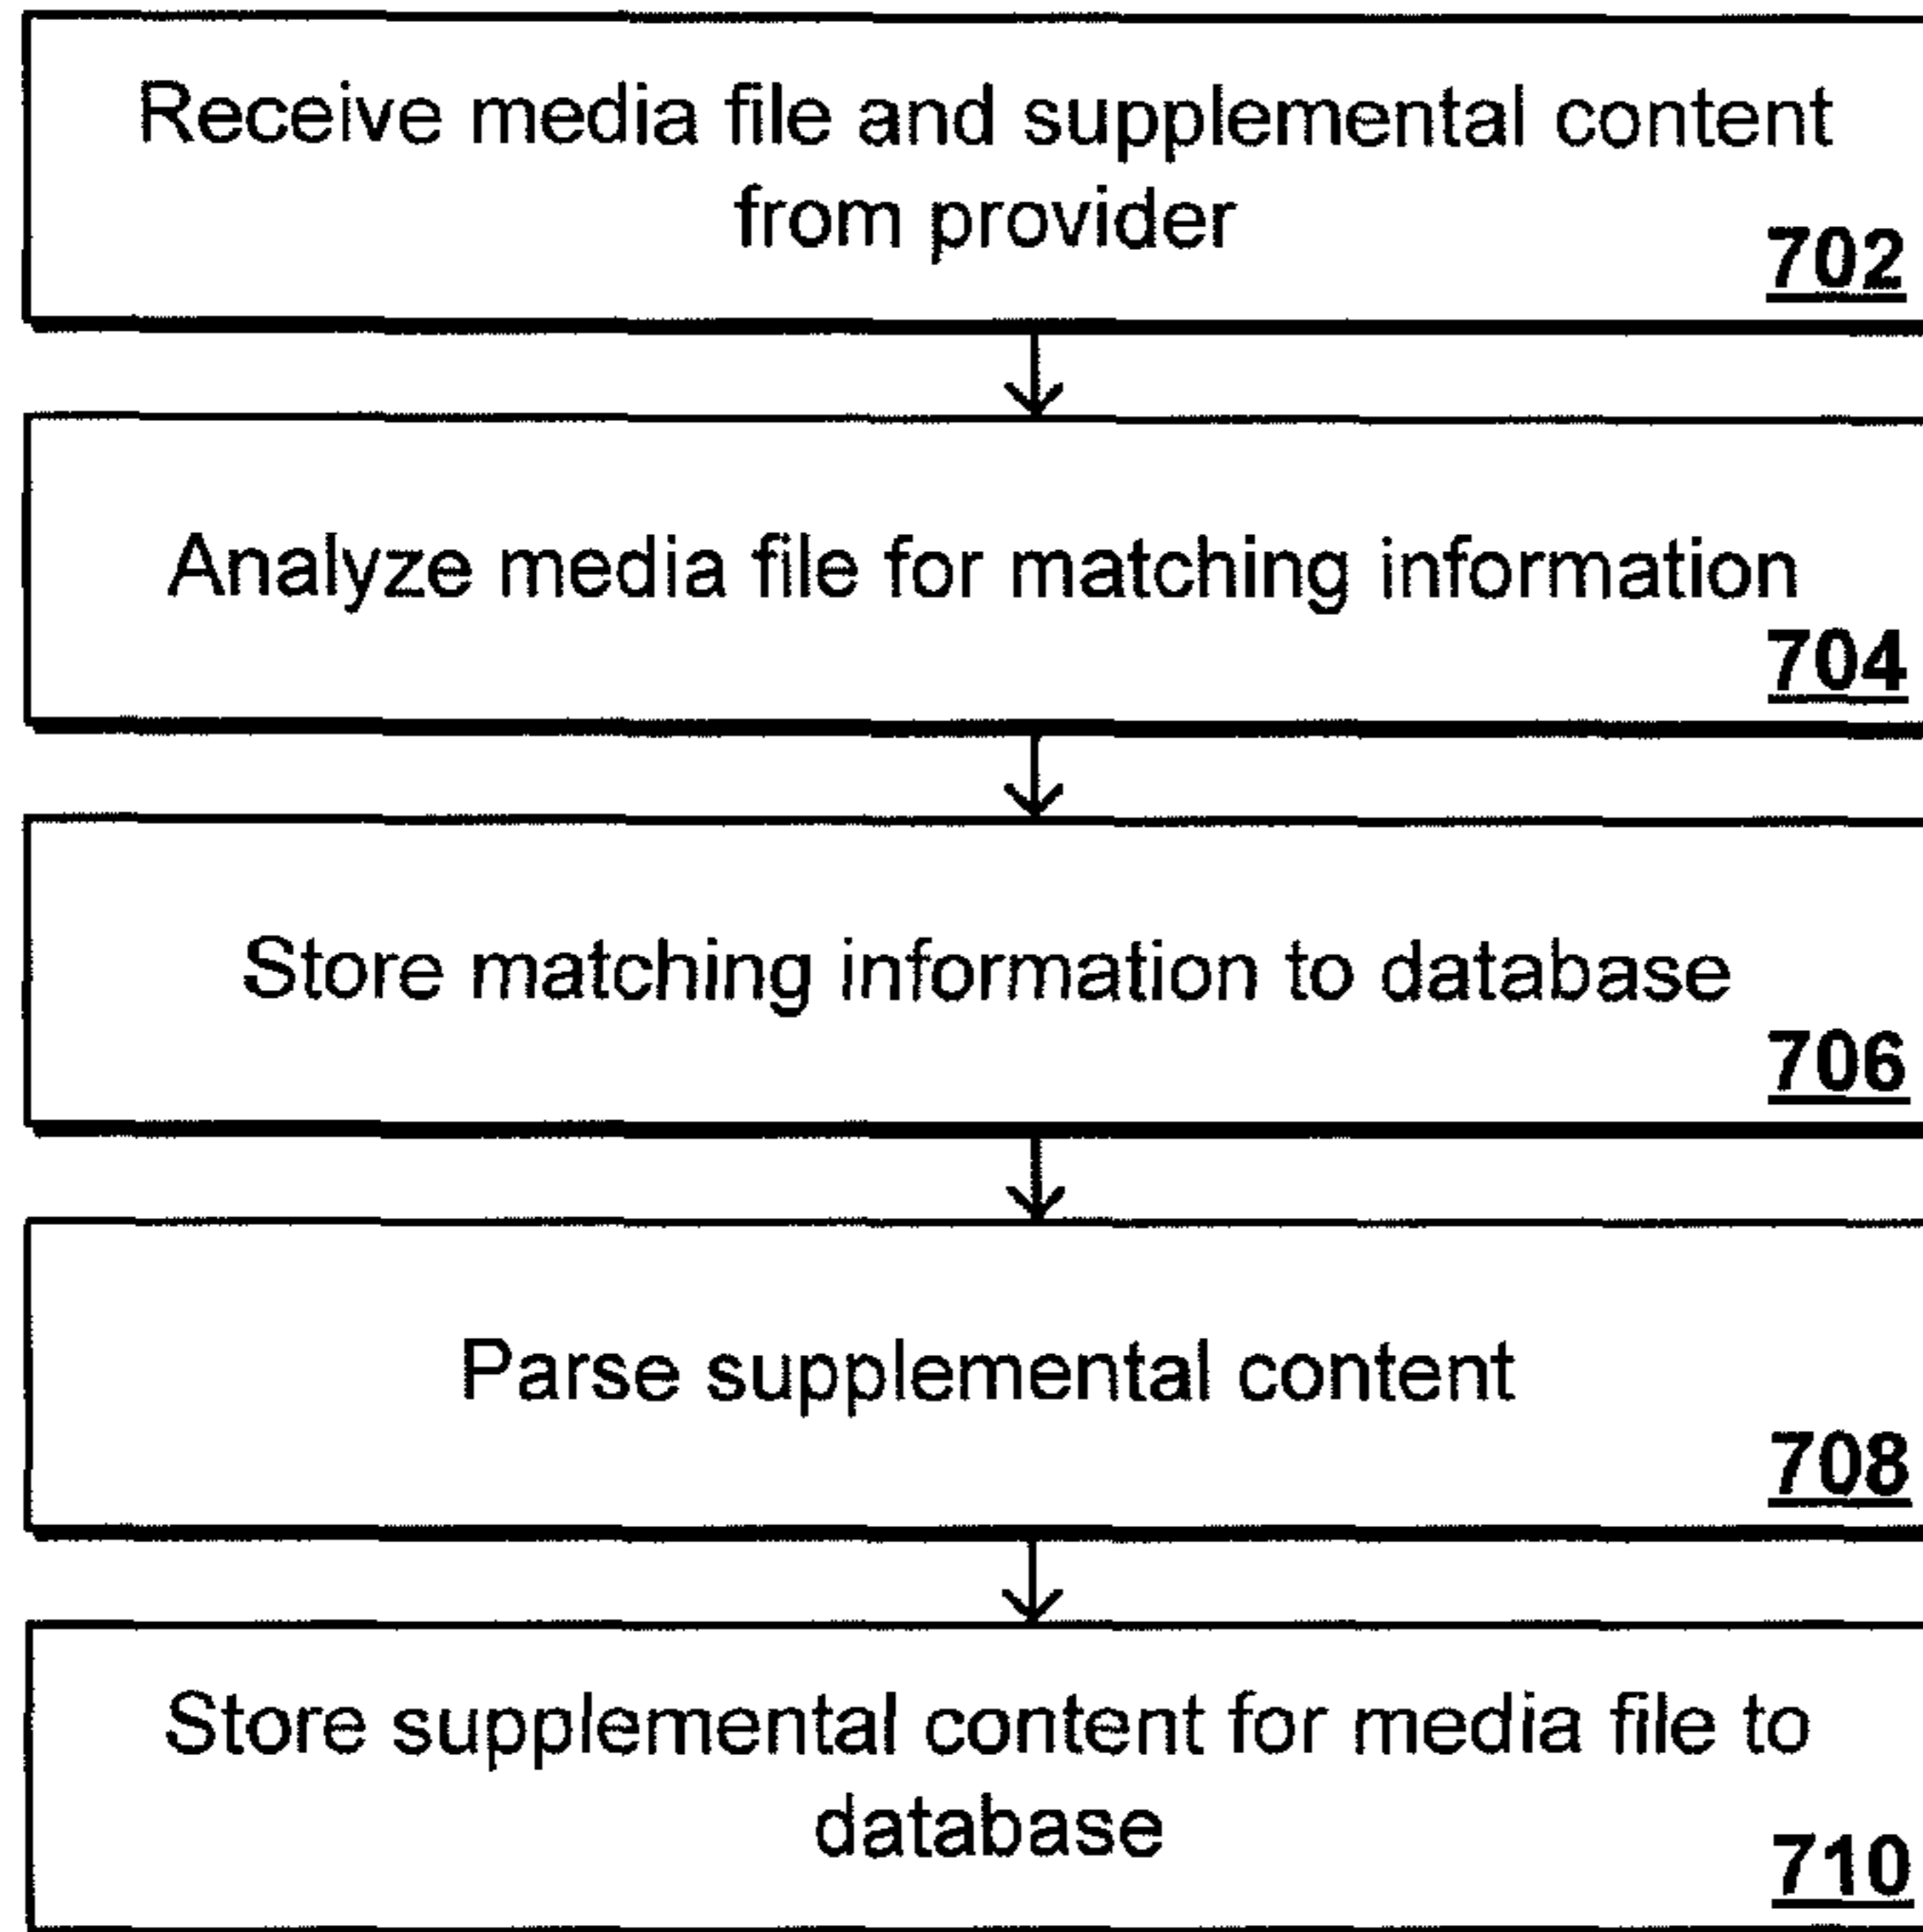 Receive media file and supplemental content
from provider
702
Analyze media file for matching information
704
Store matching information to database
706
Parse supplemental content
708
Store supplemental content for media file to
database
710